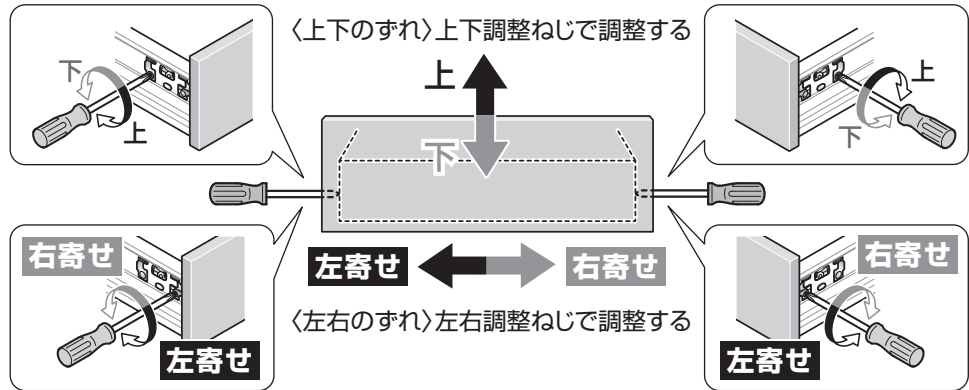 〈上下のずれ〉上下調整ねじで調整する
下
上
上
下
上
下
右寄せ
左寄せ
左寄せ
右寄せ
右寄せ
左寄せ
〈左右のずれ〉左右調整ねじで調整する